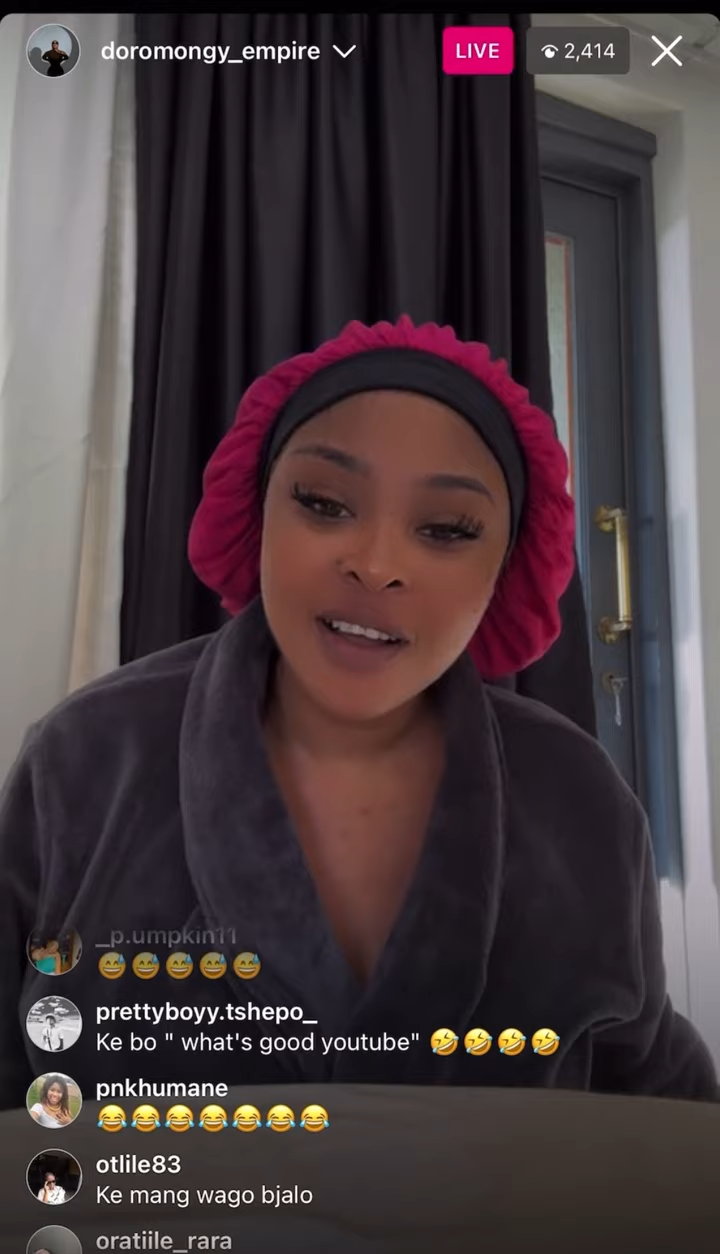 doromongy_empire
LIVE
2,414
_p.umpkin11
😅😅😅😅😅
prettyboyy.tshepo_
Ke bo " what's good youtube" 🤣🤣🤣🤣
pnkhumane
😂😂😂😂😂😂😂
otlile83
Ke mang wago bjalo
oratiile_rara